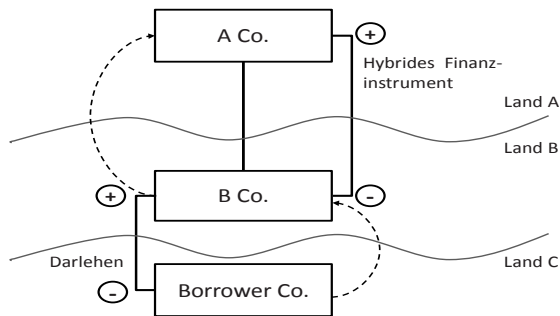 A Co.
+
Hybrides Finanz-
instrument
Land A
Land B
+
B Co.
-
Darlehen
Land C
-
Borrower Co.